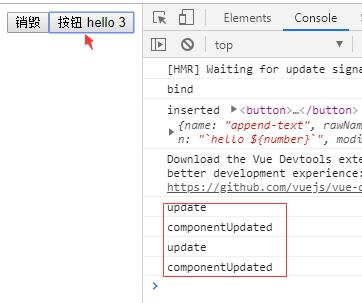 销毁 按钮 hello 3
Elements Console Sources
top
[HMR] Waiting for update signa
bind
inserted ▶<button>…</button>
▶{name: "append-text", rawNam
n: "`hello ${number}`", modi
Download the Vue Devtools exte
better development experience:
https://github.com/vuejs/vue-d
update
componentUpdated
update
componentUpdated